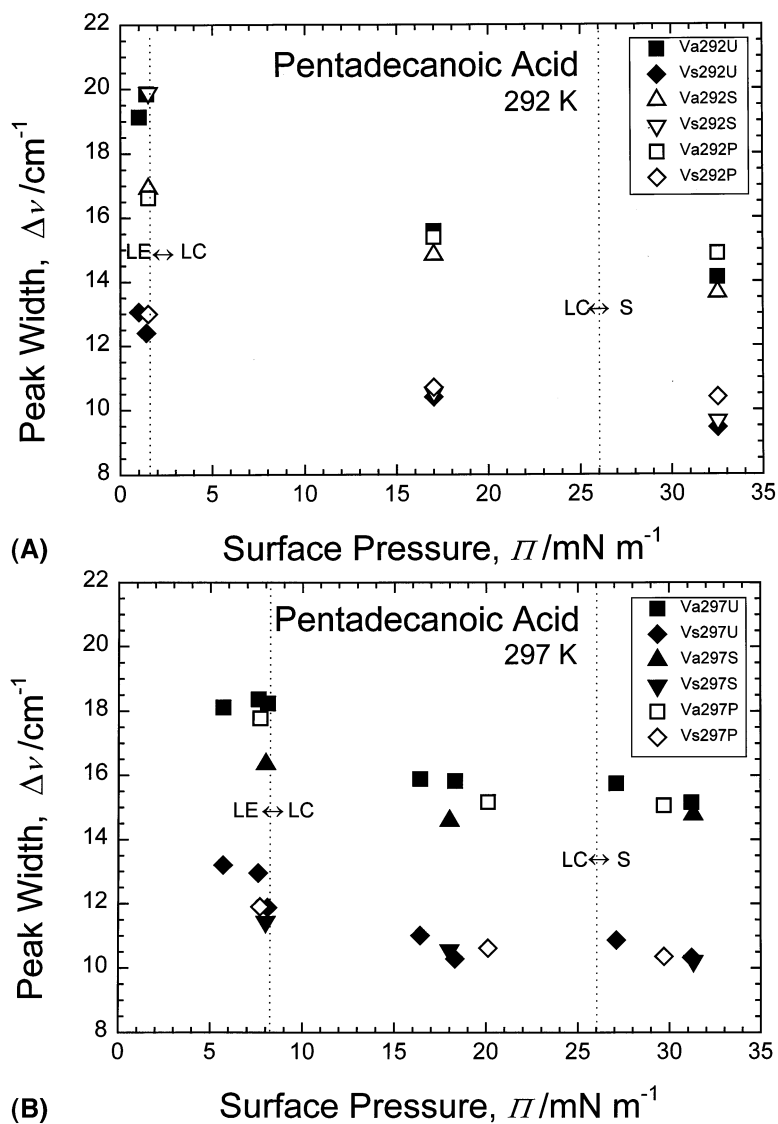 22
20
18
16
14
12
10
8
Peak Width, Δν /cm⁻¹
Pentadecanoic Acid
292 K
Va292U
Vs292U
Va292S
Vs292S
Va292P
Vs292P
LE ↔ LC
LC ↔ S
0 5 10 15 20 25 30 35
(A) Surface Pressure, Π /mN m⁻¹
22
20
18
16
14
12
10
8
Peak Width, Δν /cm⁻¹
Pentadecanoic Acid
297 K
Va297U
Vs297U
Va297S
Vs297S
Va297P
Vs297P
LE ↔ LC
LC ↔ S
0 5 10 15 20 25 30 35
(B) Surface Pressure, Π /mN m⁻¹